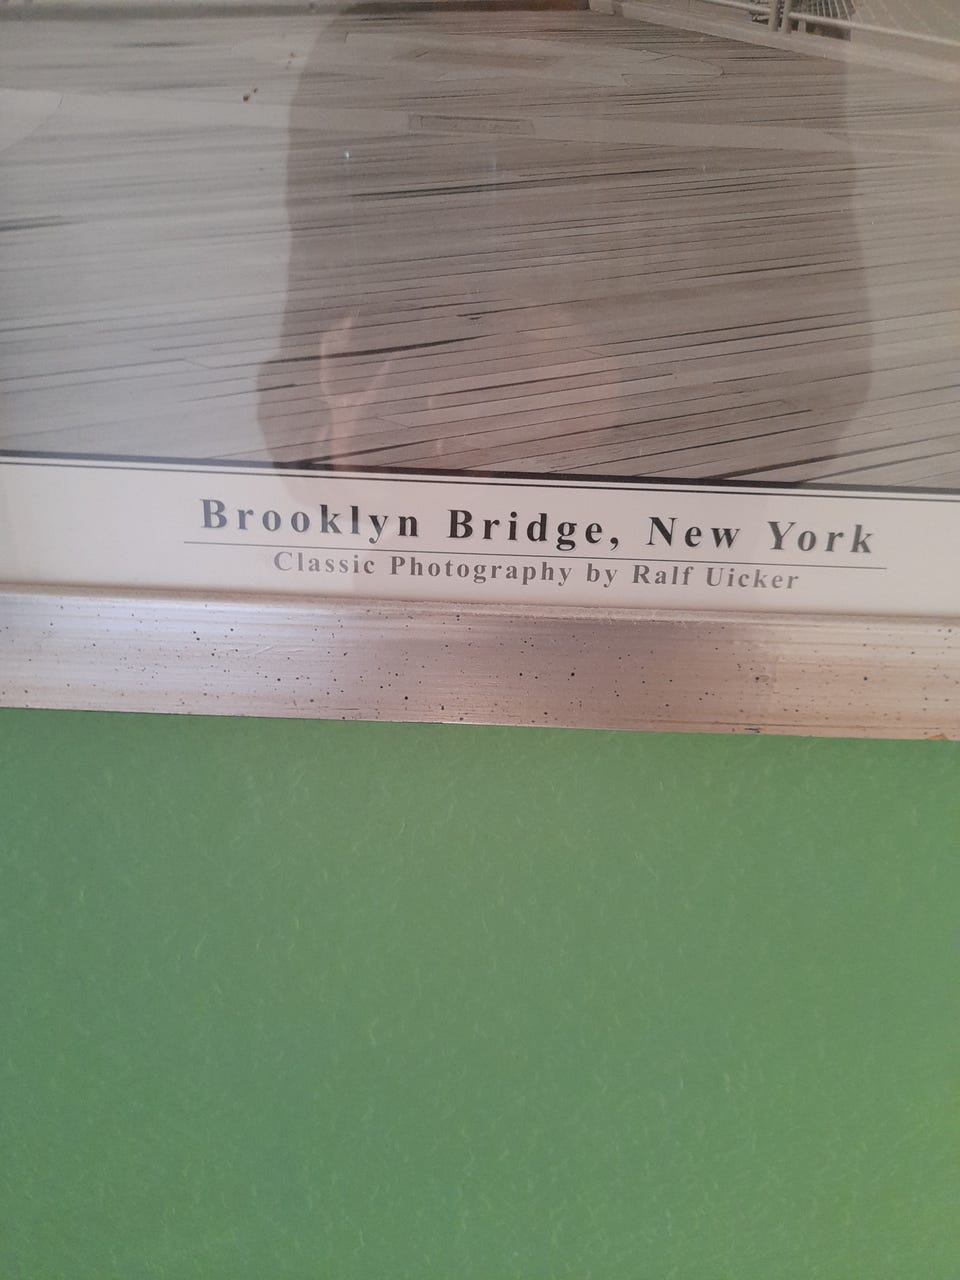 Brooklyn Bridge, New York
Classic Photography by Ralf Uicker